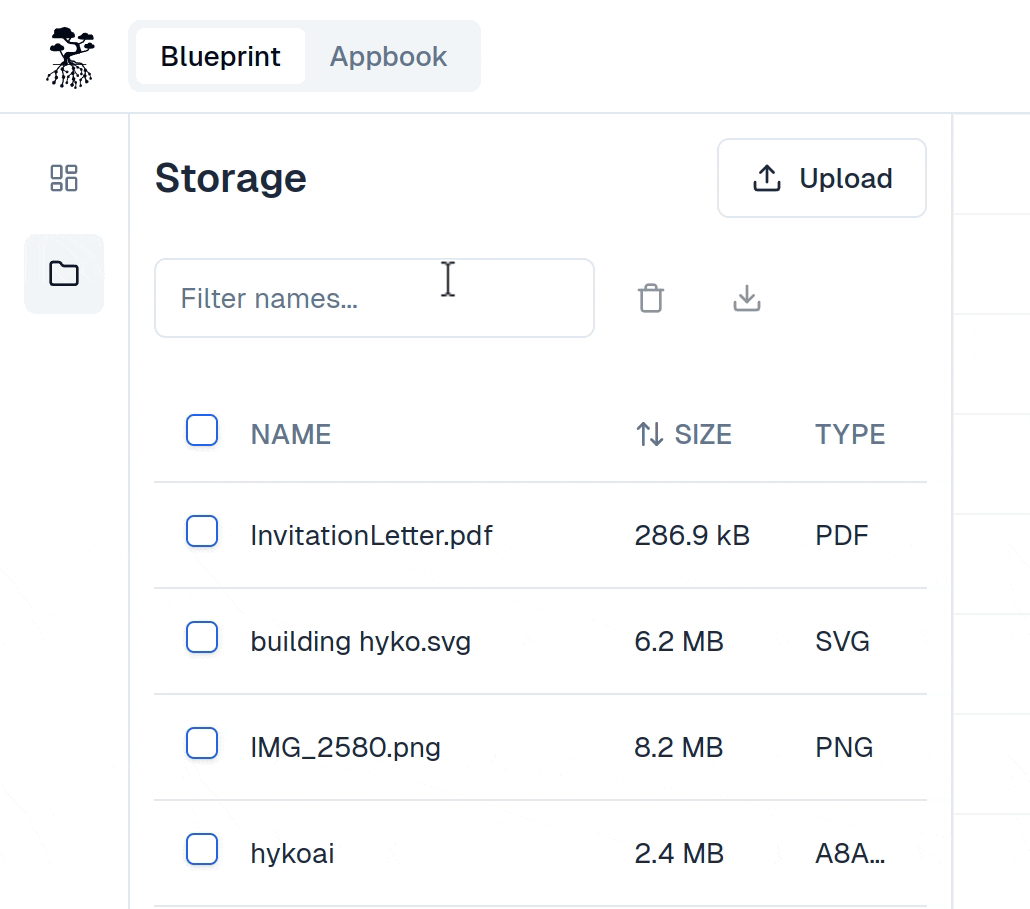 Blueprint Appbook
Storage Upload
Filter names...
NAME SIZE TYPE
InvitationLetter.pdf 286.9 kB PDF
building hyko.svg 6.2 MB SVG
IMG_2580.png 8.2 MB PNG
hykoai 2.4 MB A8A...